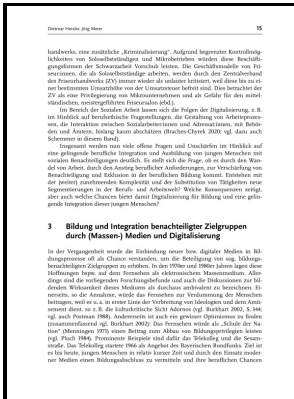 Dietmar Heisler, Jörg Meier 15
handwerks, eine zusätzliche „Kriminalisierung“. Aufgrund begrenzter Kontrollmög-
lichkeiten von Soloselbstständigen und Mikrobetrieben würden diese Beschäfti-
gungsformen der Schwarzarbeit Vorschub leisten. Die Geschäftsmodelle von Fri-
seur:innen, die als Soloselbstständige arbeiten, werden durch den Zentralverband
des Friseurhandwerks (ZV) immer wieder als unlauter kritisiert, weil diese bis zu ei-
ner bestimmten Umsatzhöhe von der Umsatzsteuer befreit sind. Dies betrachtet der
ZV als eine Privilegierung von Mikrounternehmen und als Gefahr für den mittel-
ständischen, meistergeführten Friseursalon (ebd.).
Im Bereich der Sozialen Arbeit lassen sich die Folgen der Digitalisierung, z. B.
im Hinblick auf berufsethische Fragestellungen, die Gestaltung von Arbeitsprozes-
sen, die Interaktion zwischen Sozialarbeiter:innen und Adressat:innen, mit Behör-
den und Ämtern, bislang kaum abschätzen (Braches-Chyrek 2020; vgl. dazu auch
Schermer in diesem Band).
Insgesamt werden nun viele offene Fragen und Unschärfen im Hinblick auf
eine gelingende berufliche Integration und Ausbildung von jungen Menschen mit
sozialen Benachteiligungen deutlich. Es stellt sich die Frage, ob es durch den Wan-
del von Arbeit, durch den Anstieg beruflicher Anforderungen, zur Verschärfung von
Benachteiligung und Exklusion in der beruflichen Bildung kommt. Entstehen mit
der (weiter) zunehmenden Komplexität und der Substitution von Tätigkeiten neue
Segmentierungen in der Berufs- und Arbeitswelt? Welche Konsequenzen zeitigt,
aber auch welche Chancen bietet damit Digitalisierung für Bildung und eine gelin-
gende Integration dieser jungen Menschen?
3 Bildung und Integration benachteiligter Zielgruppen
durch (Massen-) Medien und Digitalisierung
In der Vergangenheit wurde die Einbindung neuer bzw. digitaler Medien in Bil-
dungsprozesse oft als Chance verstanden, um die Beteiligung von sog. bildungs-
benachteiligten Zielgruppen zu erhöhen. In den 1970er und 1980er Jahren lagen diese
Hoffnungen bspw. auf dem Fernsehen als elektronischem Massenmedium. Aller-
dings sind die vorliegenden Forschungsbefunde und auch die Diskussionen zur bil-
denden Wirksamkeit dieses Mediums als durchaus ambivalent zu bezeichnen. Ei-
nerseits, so die Annahme, würde das Fernsehen zur Verdummung der Menschen
beitragen, weil es u. a. in erster Linie der Verbreitung von Ideologien und dem Amü-
sement dient, so z. B. die kulturkritische Sicht Adornos (vgl. Burkhart 2002, S. 344;
vgl. auch Postman 1988). Andererseits ist auch ein gewisser Optimismus zu finden
(zusammenfassend vgl. Burkhart 2002): Das Fernsehen würde als „Schule der Na-
tion“ (Menningen 1971) einen Beitrag zum Abbau von Bildungsprivilegien leisten
(vgl. Pluch 1984). Prominente Beispiele sind dafür das Telekolleg und die Sesam-
straße. Das Telekolleg startete 1966 als Angebot des Bayerischen Rundfunks. Ziel ist
es bis heute, jungen Menschen in relativ kurzer Zeit und durch den Einsatz moder-
ner Medien einen Bildungsabschluss zu vermitteln und ihre beruflichen Chancen